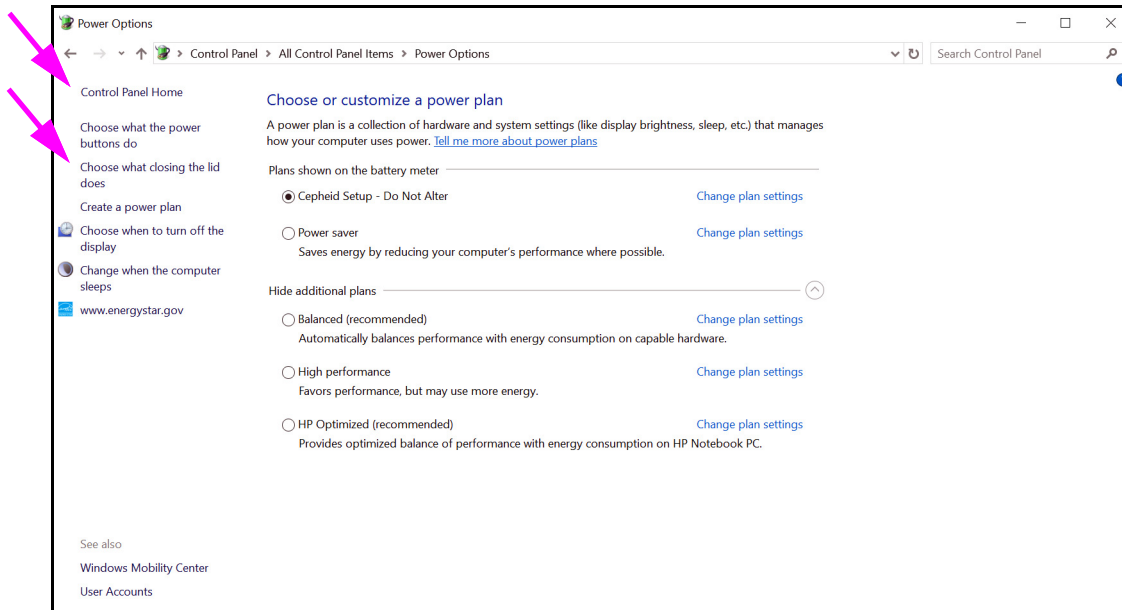 Power Options
Control Panel > All Control Panel Items > Power Options
Search Control Panel
Control Panel Home
Choose what the power
buttons do
Choose what closing the lid
does
Create a power plan
Choose when to turn off the
display
Change when the computer
sleeps
www.energystar.gov
Choose or customize a power plan
A power plan is a collection of hardware and system settings (like display brightness, sleep, etc.) that manages
how your computer uses power. Tell me more about power plans
Plans shown on the battery meter
Cepheid Setup - Do Not Alter
Change plan settings
Power saver
Change plan settings
Saves energy by reducing your computer's performance where possible.
Hide additional plans
Balanced (recommended)
Change plan settings
Automatically balances performance with energy consumption on capable hardware.
High performance
Change plan settings
Favors performance, but may use more energy.
HP Optimized (recommended)
Change plan settings
Provides optimized balance of performance with energy consumption on HP Notebook PC.
See also
Windows Mobility Center
User Accounts